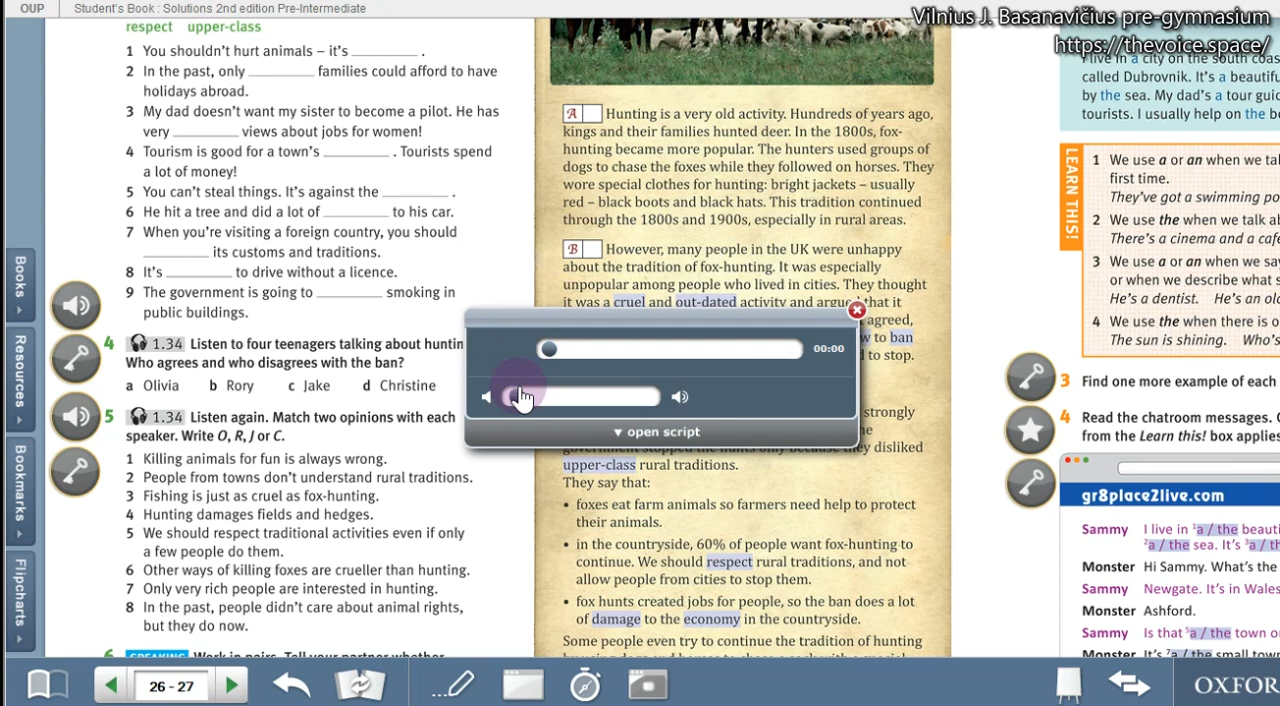 OUP Student's Book : Solutions 2nd edition Pre-Intermediate
Vilnius J. Basanavičius pre-gymnasium
https://thevoice.space/
respect upper-class
1 You shouldn't hurt animals – it's ________ .
2 In the past, only ________ families could afford to have
holidays abroad.
3 My dad doesn't want my sister to become a pilot. He has
very ________ views about jobs for women!
4 Tourism is good for a town's ________ . Tourists spend
a lot of money!
5 You can't steal things. It's against the ________ .
6 He hit a tree and did a lot of ________ to his car.
7 When you're visiting a foreign country, you should
________ its customs and traditions.
8 It's ________ to drive without a licence.
9 The government is going to ________ smoking in
public buildings.
4 1.34 Listen to four teenagers talking about huntin
Who agrees and who disagrees with the ban?
a Olivia b Rory c Jake d Christine
5 1.34 Listen again. Match two opinions with each
speaker. Write O, R, J or C.
1 Killing animals for fun is always wrong.
2 People from towns don't understand rural traditions.
3 Fishing is just as cruel as fox-hunting.
4 Hunting damages fields and hedges.
5 We should respect traditional activities even if only
a few people do them.
6 Other ways of killing foxes are crueller than hunting.
7 Only very rich people are interested in hunting.
8 In the past, people didn't care about animal rights,
but they do now.
6 SPEAKING Work in pairs. Tell your partner whether
A Hunting is a very old activity. Hundreds of years ago,
kings and their families hunted deer. In the 1800s, fox-
hunting became more popular. The hunters used groups of
dogs to chase the foxes while they followed on horses. They
wore special clothes for hunting: bright jackets – usually
red – black boots and black hats. This tradition continued
through the 1800s and 1900s, especially in rural areas.
B However, many people in the UK were unhappy
about the tradition of fox-hunting. It was especially
unpopular among people who lived in cities. They thought
it was a cruel and out-dated activity and argued that it
agreed,
w to ban
d to stop.
00:00
▼ open script
strongly
he
government stopped the hunts only because they disliked
upper-class rural traditions.
They say that:
• foxes eat farm animals so farmers need help to protect
their animals.
• in the countryside, 60% of people want fox-hunting to
continue. We should respect rural traditions, and not
allow people from cities to stop them.
• fox hunts created jobs for people, so the ban does a lot
of damage to the economy in the countryside.
Some people even try to continue the tradition of hunting
I live in a city on the south coas
called Dubrovnik. It's a beautifu
by the sea. My dad's a tour guid
tourists. I usually help on the bo
LEARN THIS!
1 We use a or an when we tal
first time.
They've got a swimming po
2 We use the when we talk a
There's a cinema and a cafe
3 We use a or an when we say
or when we describe what s
He's a dentist. He's an old
4 We use the when there is o
The sun is shining. Who's
3 Find one more example of each
4 Read the chatroom messages. C
from the Learn this! box applies
gr8place2live.com
Sammy I live in 1a / the beauti
2a / the sea. It's 3a / th
Monster Hi Sammy. What's the
Sammy Newgate. It's in Wales
Monster Ashford.
Sammy Is that 5a / the town o
Monster It's 7a / the small town
Books
Resources
Bookmarks
Flipcharts
26 - 27
OXFOR